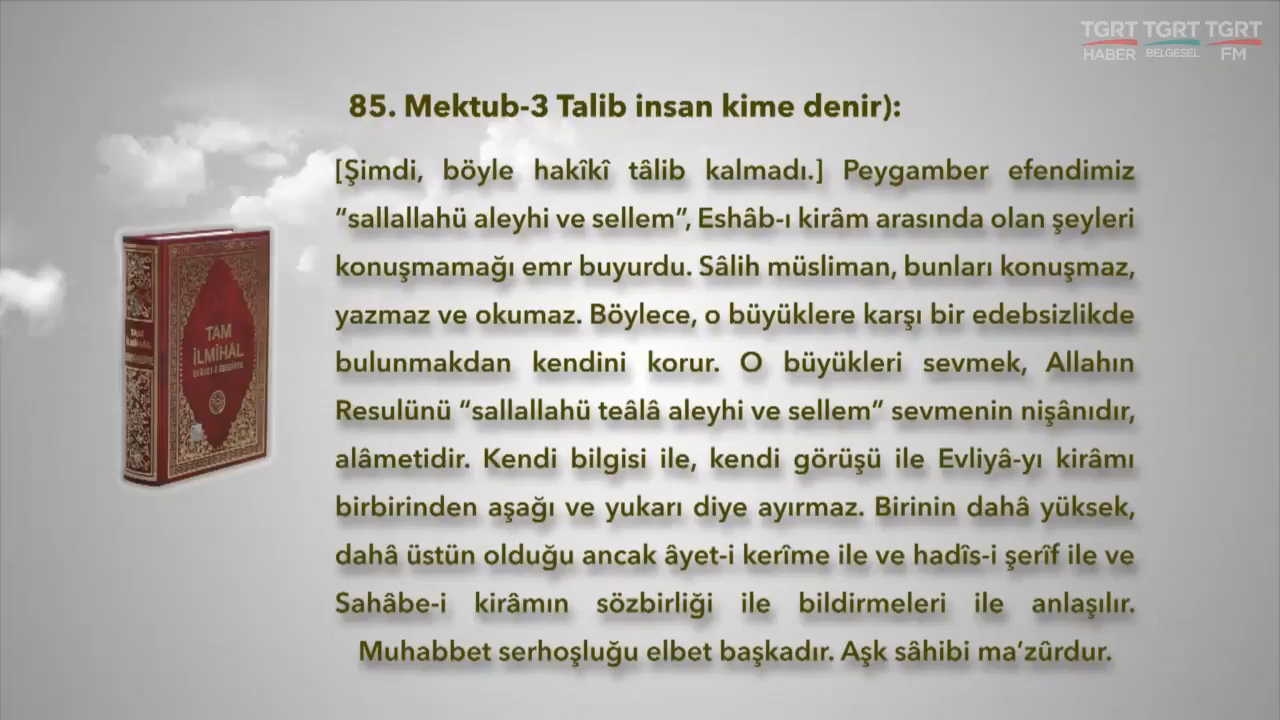 TGRT TGRT TGRT
HABER BELGESEL FM
85. Mektub-3 Talib insan kime denir):
[Şimdi, böyle hakîkî tâlib kalmadı.] Peygamber efendimiz
“sallallahü aleyhi ve sellem”, Eshâb-ı kirâm arasında olan şeyleri
konuşmamağı emr buyurdu. Sâlih müsliman, bunları konuşmaz,
yazmaz ve okumaz. Böylece, o büyüklere karşı bir edebsizlikde
bulunmakdan kendini korur. O büyükleri sevmek, Allahın
Resulünü “sallallahü teâlâ aleyhi ve sellem” sevmenin nişânıdır,
alâmetidir. Kendi bilgisi ile, kendi görüşü ile Evliyâ-yı kirâmı
birbirinden aşağı ve yukarı diye ayırmaz. Birinin dahâ yüksek,
dahâ üstün olduğu ancak âyet-i kerîme ile ve hadîs-i şerîf ile ve
Sahâbe-i kirâmın sözbirliği ile bildirmeleri ile anlaşılır.
Muhabbet serhoşluğu elbet başkadır. Aşk sâhibi ma’zûrdur.
TAM
İLMİHÂL
TAM
İLMİHÂL